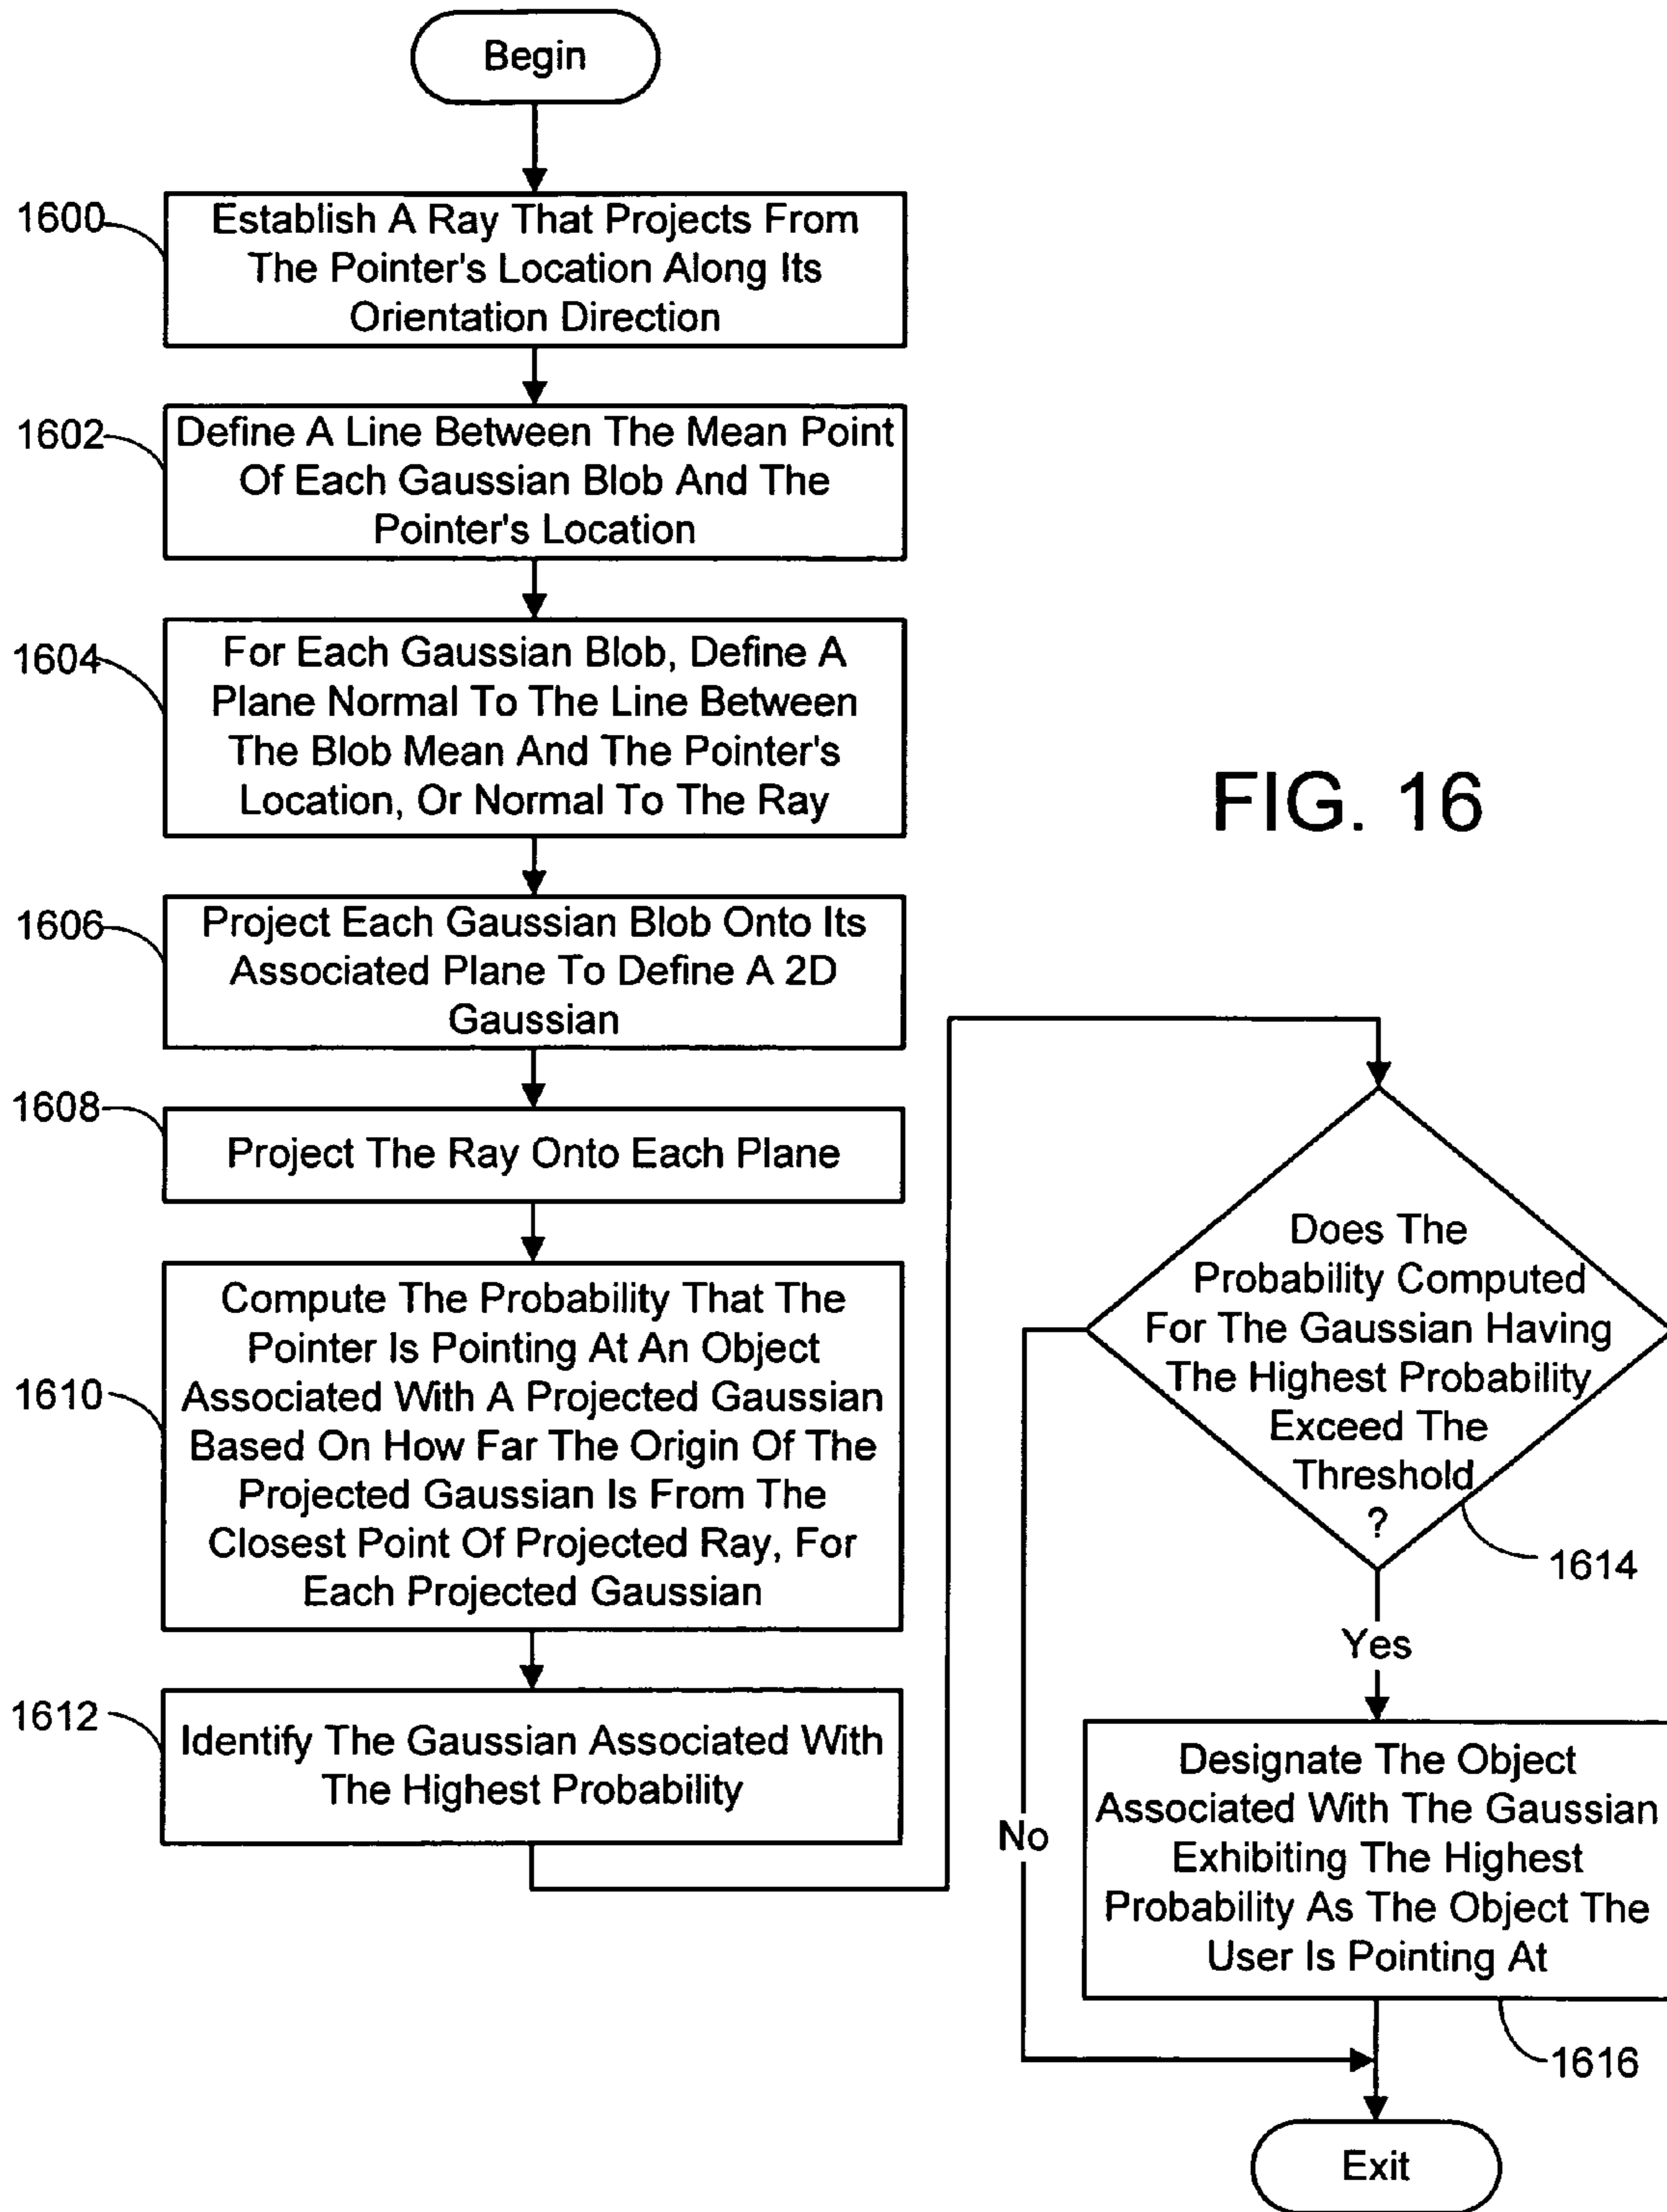 Begin
1600
Establish A Ray That Projects From
The Pointer's Location Along Its
Orientation Direction
1602
Define A Line Between The Mean Point
Of Each Gaussian Blob And The
Pointer's Location
1604
For Each Gaussian Blob, Define A
Plane Normal To The Line Between
The Blob Mean And The Pointer's
Location, Or Normal To The Ray
FIG. 16
1606
Project Each Gaussian Blob Onto Its
Associated Plane To Define A 2D
Gaussian
1608
Project The Ray Onto Each Plane
1610
Compute The Probability That The
Pointer Is Pointing At An Object
Associated With A Projected Gaussian
Based On How Far The Origin Of The
Projected Gaussian Is From The
Closest Point Of Projected Ray, For
Each Projected Gaussian
1612
Identify The Gaussian Associated With
The Highest Probability
Does The
Probability Computed
For The Gaussian Having
The Highest Probability
Exceed The
Threshold
?
1614
Yes
No
Designate The Object
Associated With The Gaussian
Exhibiting The Highest
Probability As The Object The
User Is Pointing At
1616
Exit